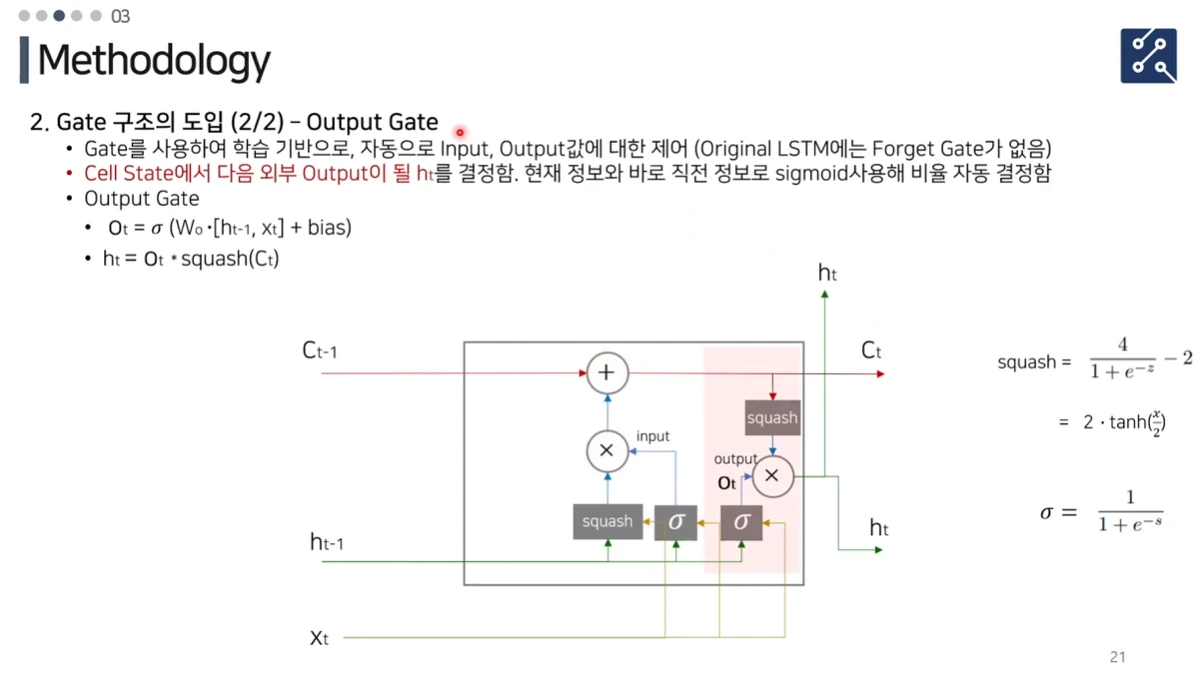 03
Methodology
2. Gate 구조의 도입 (2/2) – Output Gate
• Gate를 사용하여 학습 기반으로, 자동으로 Input, Output값에 대한 제어 (Original LSTM에는 Forget Gate가 없음)
• Cell State에서 다음 외부 Output이 될 ht를 결정함. 현재 정보와 바로 직전 정보로 sigmoid사용해 비율 자동 결정함
• Output Gate
• Ot = σ (Wo·[ht-1, xt] + bias)
• ht = Ot * squash(Ct)
ht
Ct-1
Ct
+
squash = 4 / (1 + e^{-z}) - 2
squash
= 2 · tanh(x/2)
input
×
output
Ot
×
σ = 1 / (1 + e^{-s})
squash
σ
σ
ht
ht-1
Xt
21